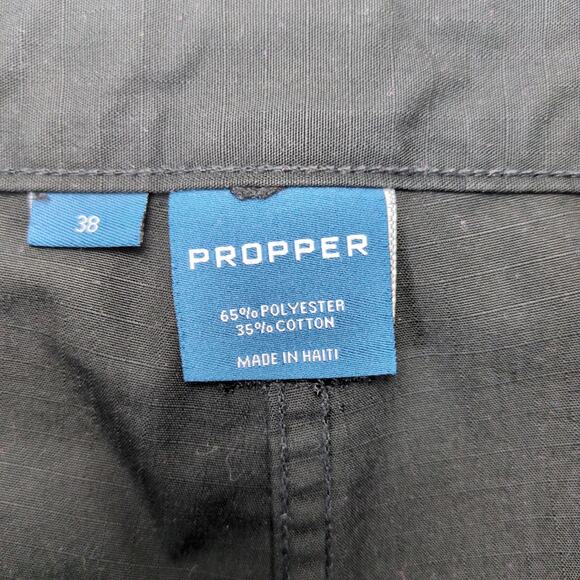 38
PROPPER
65% POLYESTER
35% COTTON
MADE IN HAITI